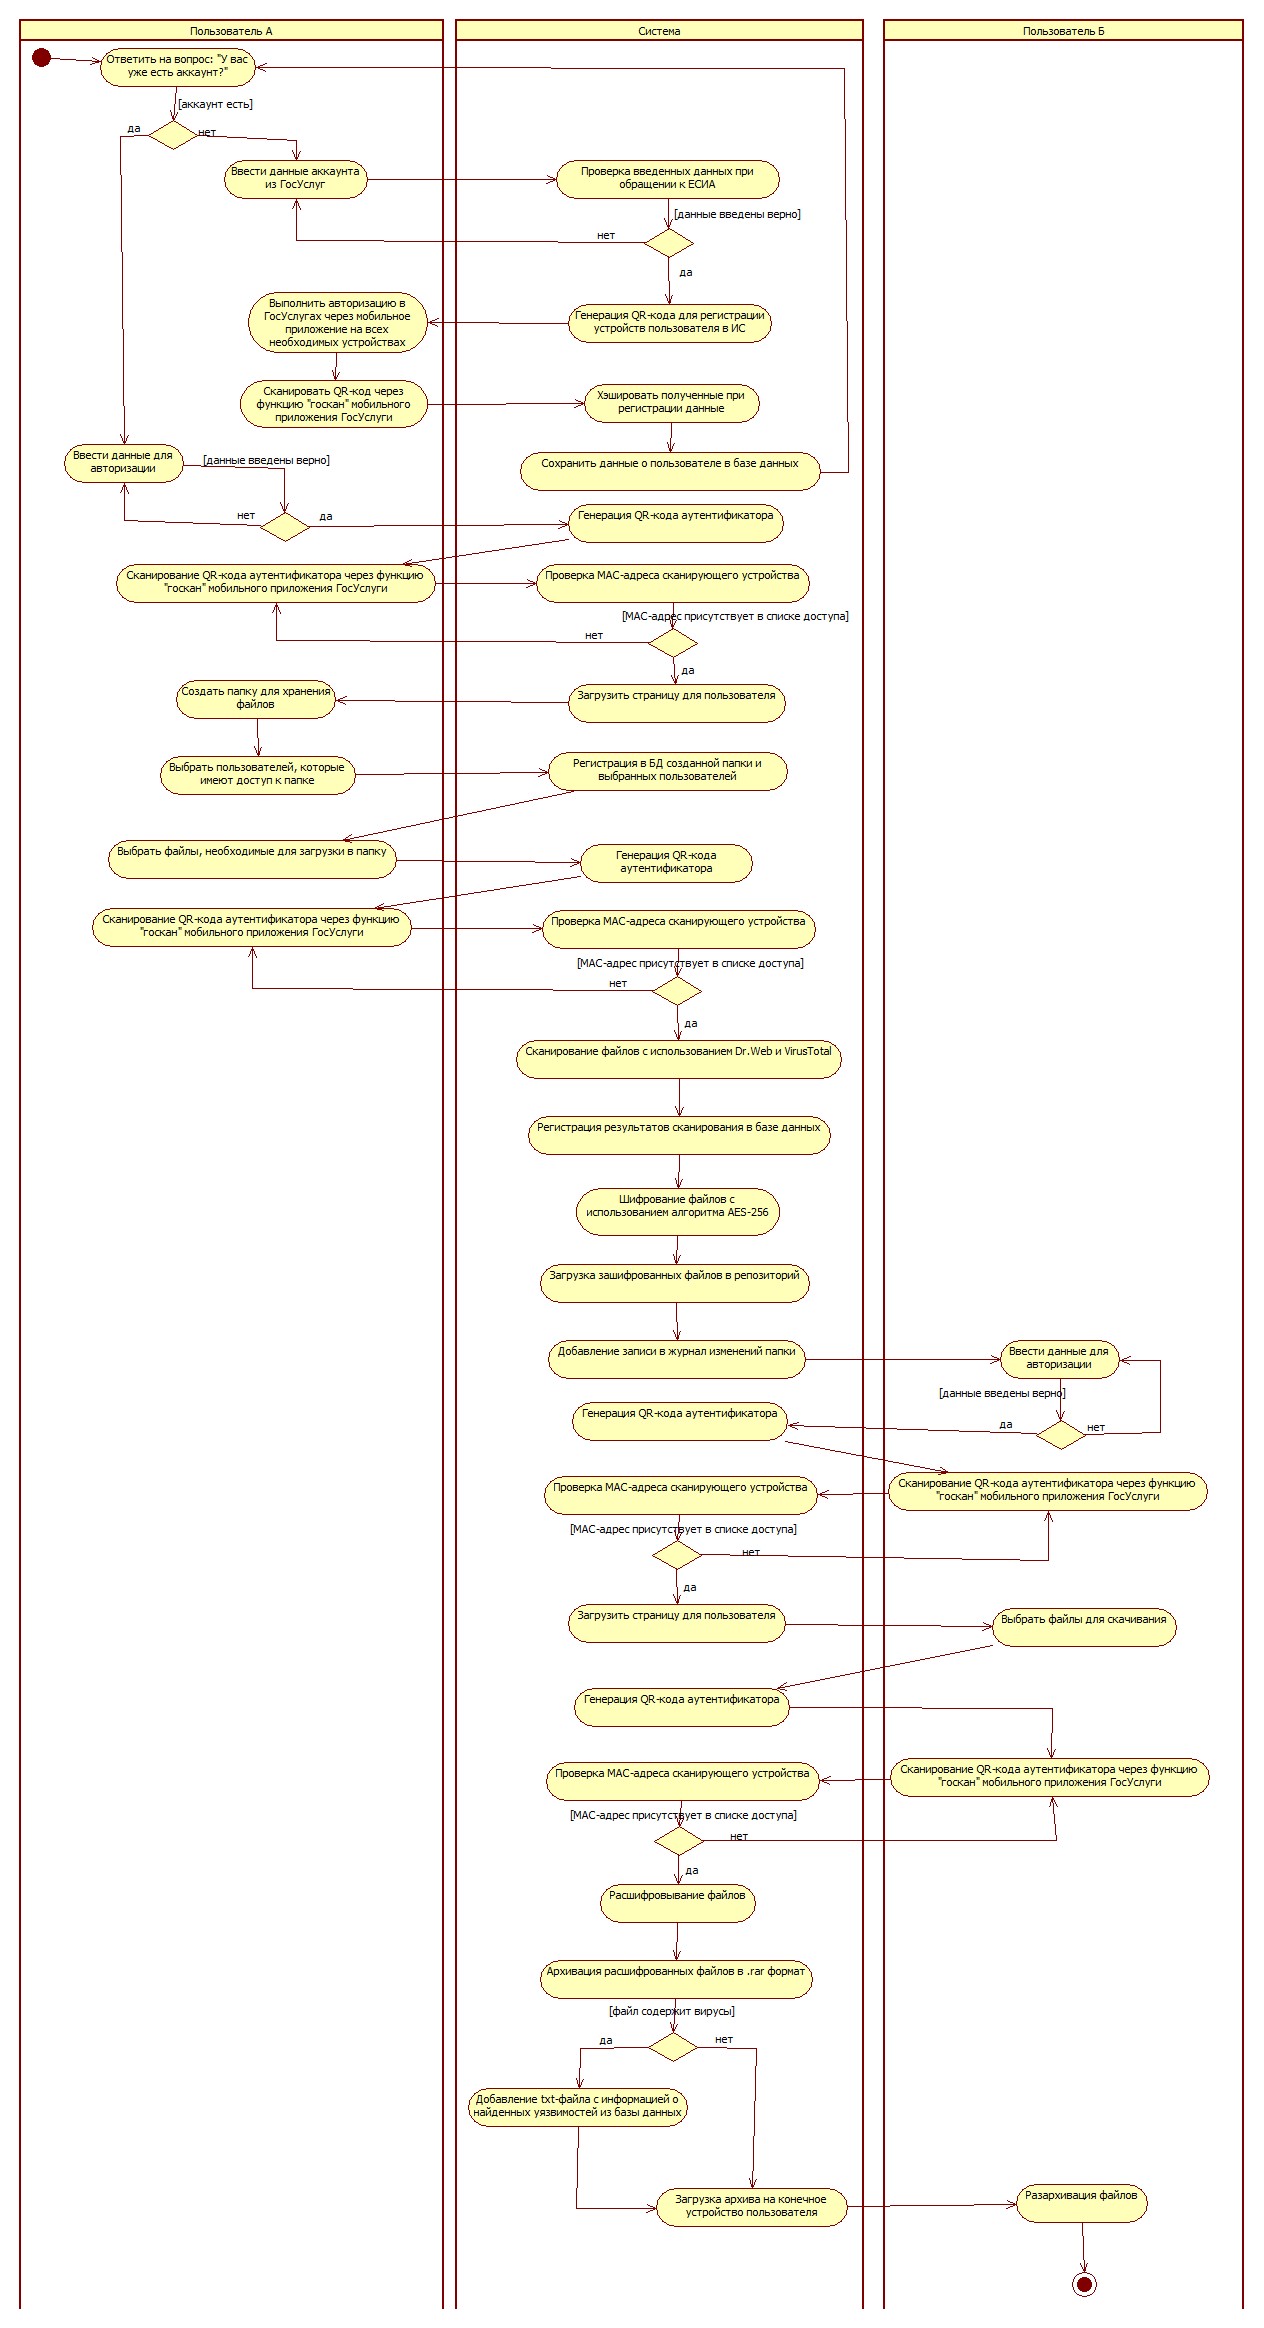 Пользователь А
Система
Пользователь Б
Ответить на вопрос: "У вас
уже есть аккаунт?"
[аккаунт есть]
да
нет
Ввести данные аккаунта
из ГосУслуг
Проверка введенных данных при
обращении к ЕСИА
[данные введены верно]
нет
да
Генерация QR-кода для регистрации
устройств пользователя в ИС
Выполнить авторизацию в
ГосУслугах через мобильное
приложение на всех
необходимых устройствах
Сканировать QR-код через
функцию "госкан" мобильного
приложения ГосУслуги
Хэшировать полученные при
регистрации данные
Сохранить данные о пользователе в базе данных
Ввести данные для
авторизации
[данные введены верно]
нет
да
Генерация QR-кода аутентификатора
Сканирование QR-кода аутентификатора через функцию
"госкан" мобильного приложения ГосУслуги
Проверка MAC-адреса сканирующего устройства
[MAC-адрес присутствует в списке доступа]
нет
да
Загрузить страницу для пользователя
Создать папку для хранения
файлов
Выбрать пользователей, которые
имеют доступ к папке
Регистрация в БД созданной папки и
выбранных пользователей
Выбрать файлы, необходимые для загрузки в папку
Генерация QR-кода
аутентификатора
Сканирование QR-кода аутентификатора через функцию
"госкан" мобильного приложения ГосУслуги
Проверка MAC-адреса сканирующего устройства
[MAC-адрес присутствует в списке доступа]
нет
да
Сканирование файлов с использованием Dr.Web и VirusTotal
Регистрация результатов сканирования в базе данных
Шифрование файлов с
использованием алгоритма AES-256
Загрузка зашифрованных файлов в репозиторий
Добавление записи в журнал изменений папки
Ввести данные для
авторизации
[данные введены верно]
да
нет
Генерация QR-кода аутентификатора
Сканирование QR-кода аутентификатора через функцию
"госкан" мобильного приложения ГосУслуги
Проверка MAC-адреса сканирующего устройства
[MAC-адрес присутствует в списке доступа]
нет
да
Загрузить страницу для пользователя
Выбрать файлы для скачивания
Генерация QR-кода аутентификатора
Сканирование QR-кода аутентификатора через функцию
"госкан" мобильного приложения ГосУслуги
Проверка MAC-адреса сканирующего устройства
[MAC-адрес присутствует в списке доступа]
нет
да
Расшифровывание файлов
Архивация расшифрованных файлов в .rar формат
[файл содержит вирусы]
да
нет
Добавление txt-файла с информацией о
найденных уязвимостей из базы данных
Загрузка архива на конечное
устройство пользователя
Разархивация файлов